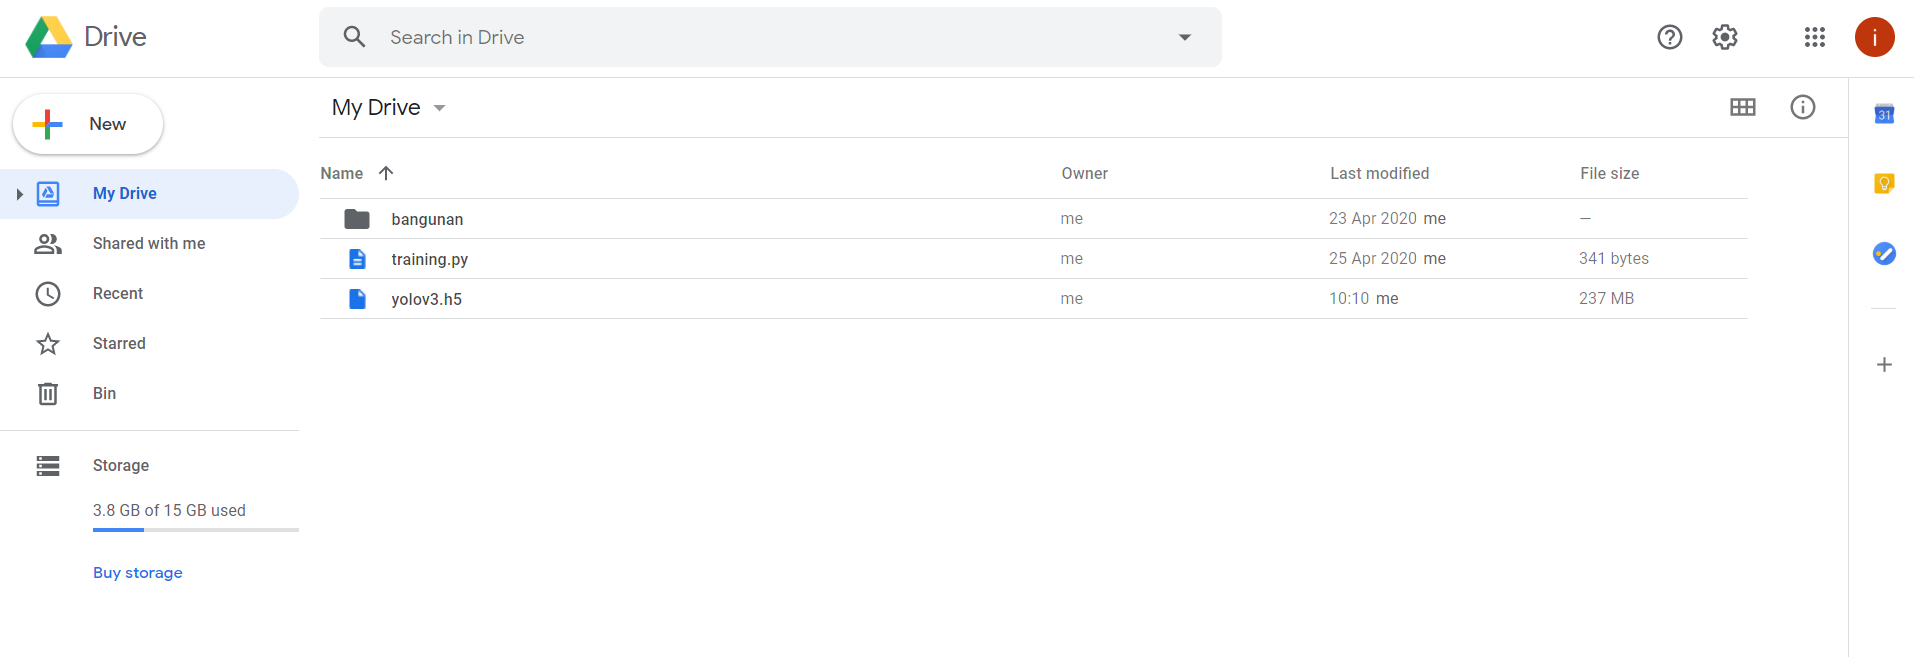 Drive
Search in Drive
i
New
My Drive
31
Name Owner Last modified File size
My Drive
bangunan me 23 Apr 2020 me —
Shared with me
training.py me 25 Apr 2020 me 341 bytes
Recent
yolov3.h5 me 10:10 me 237 MB
Starred
Bin
Storage
3.8 GB of 15 GB used
Buy storage